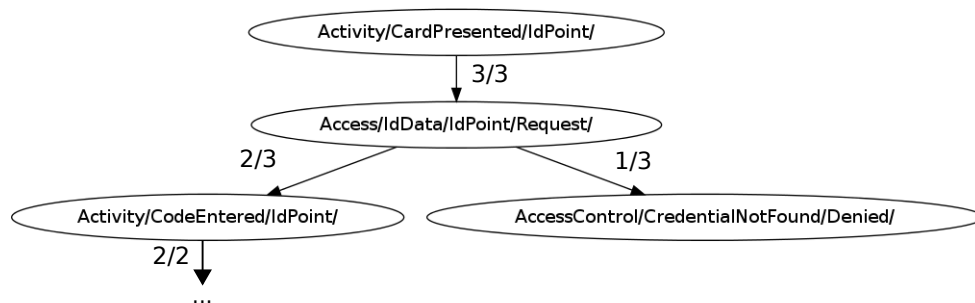 Activity/CardPresented/IdPoint/
3/3
Access/IdData/IdPoint/Request/
2/3
1/3
Activity/CodeEntered/IdPoint/
AccessControl/CredentialNotFound/Denied/
2/2
...